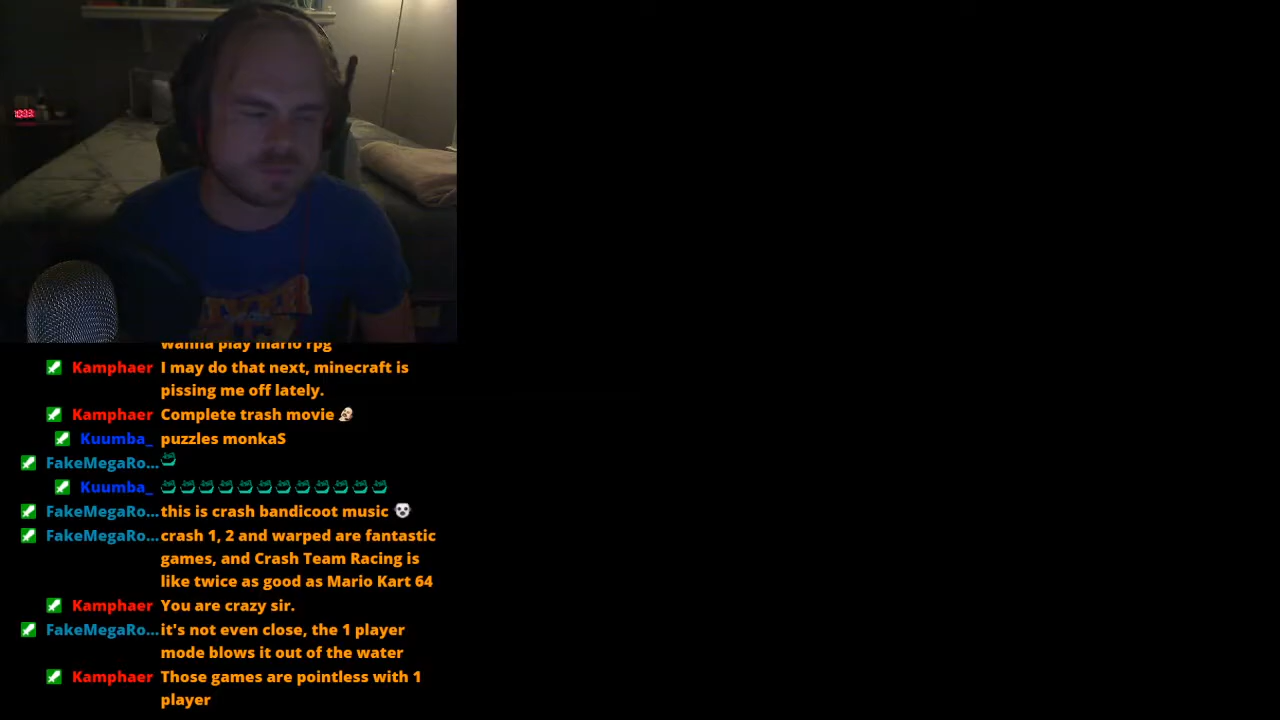 wanna play mario rpg
Kamphaer I may do that next, minecraft is
pissing me off lately.
Kamphaer Complete trash movie
Kuumba_ puzzles monkaS
FakeMegaRo...
Kuumba_
FakeMegaRo... this is crash bandicoot music
FakeMegaRo... crash 1, 2 and warped are fantastic
games, and Crash Team Racing is
like twice as good as Mario Kart 64
Kamphaer You are crazy sir.
FakeMegaRo... it's not even close, the 1 player
mode blows it out of the water
Kamphaer Those games are pointless with 1
player